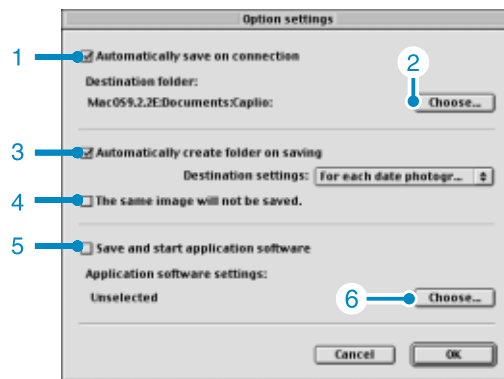 Option settings
1 Automatically save on connection
2
Destination folder:
MacOS9.2.2E:Documents:Caplio: Choose...
3 Automatically create folder on saving
Destination settings: For each date photogr...
4 The same image will not be saved.
5 Save and start application software
Application software settings:
Unselected 6 Choose...
Cancel OK